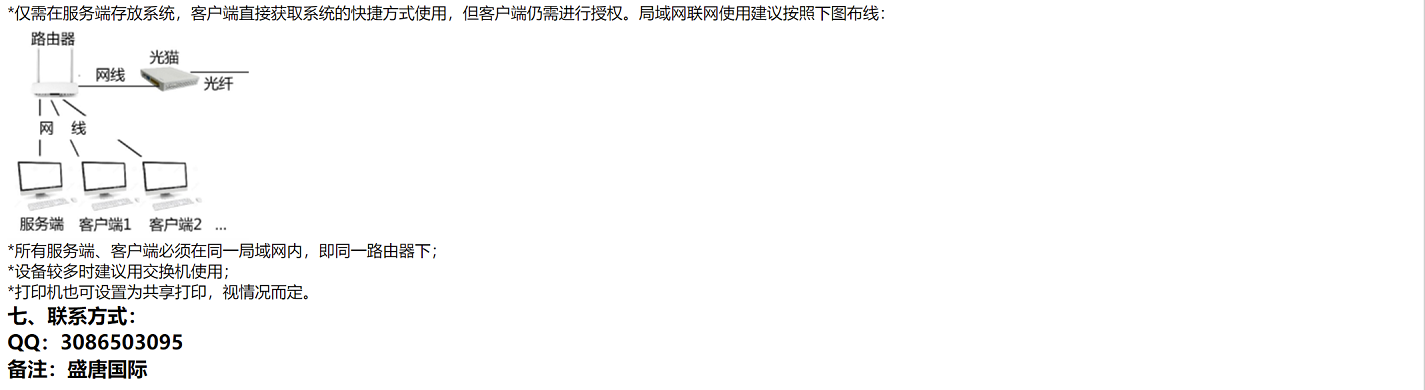 *仅需在服务端存放系统，客户端直接获取系统的快捷方式使用，但客户端仍需进行授权。局域网联网使用建议按照下图布线：
路由器
光猫
网线
光纤
网 线
服务端 客户端1 客户端2 ...
*所有服务端、客户端必须在同一局域网内，即同一路由器下；
*设备较多时建议用交换机使用；
*打印机也可设置为共享打印，视情况而定。
七、联系方式：
QQ：3086503095
备注：盛唐国际